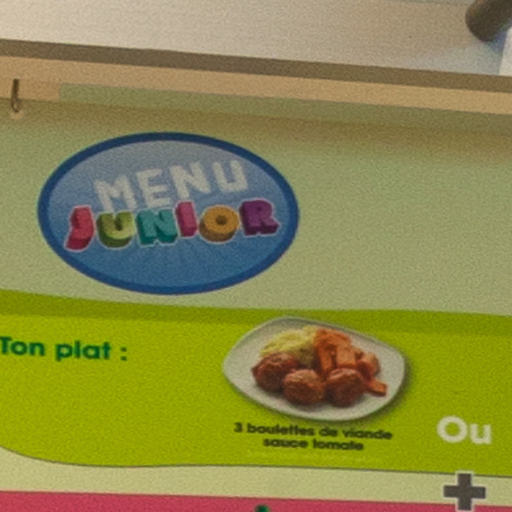 MENU
JUNIOR
Ton plat :
3 boulettes de viande
sauce tomate
Ou
+